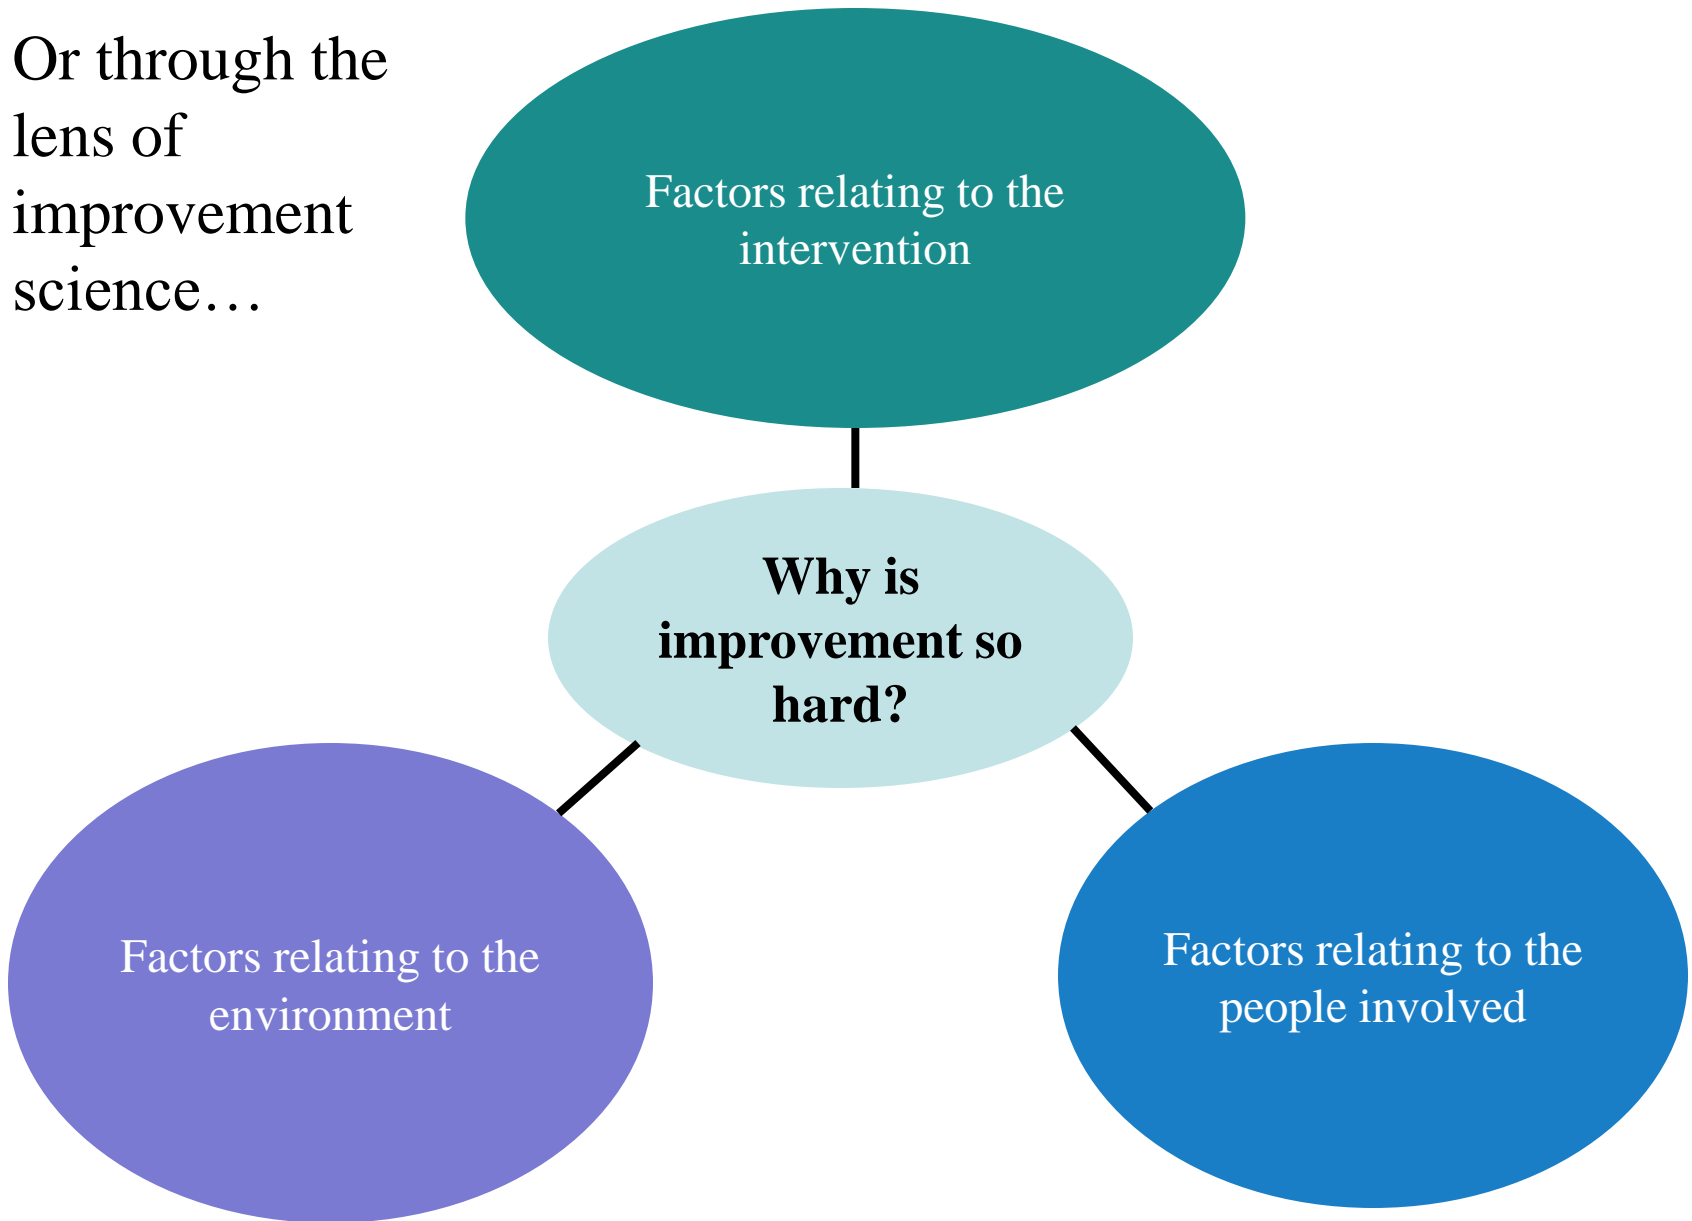 Or through the
lens of
improvement
science…
Factors relating to the
intervention
Why is
improvement so
hard?
Factors relating to the
environment
Factors relating to the
people involved